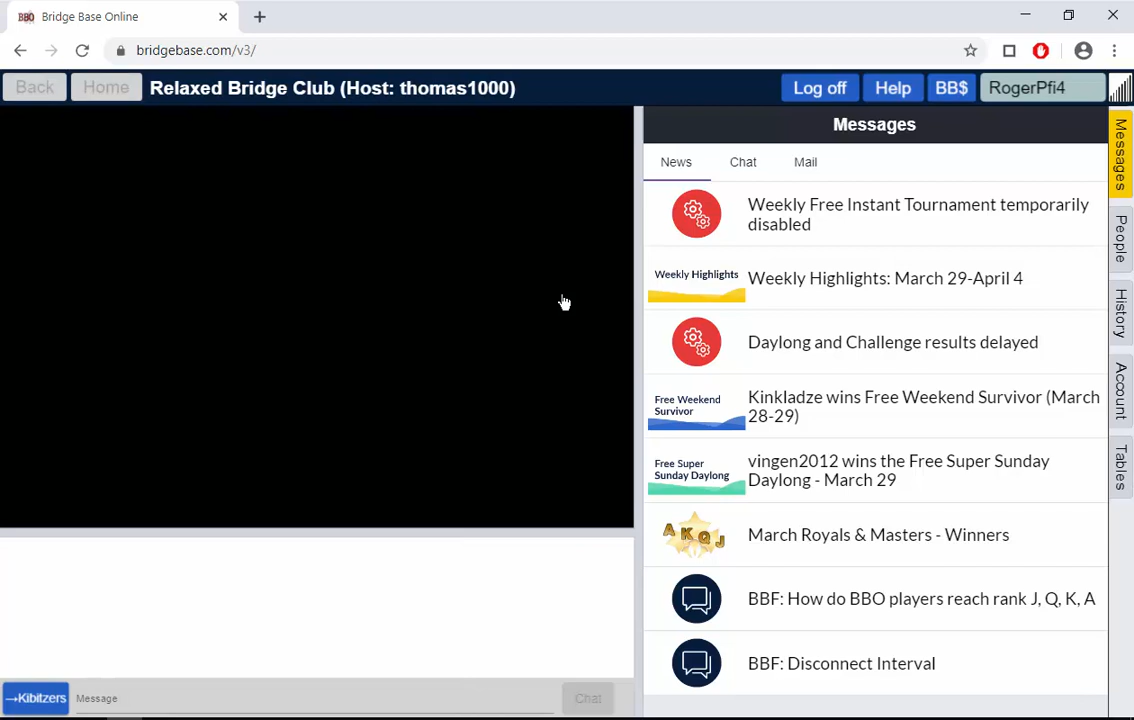 BBO Bridge Base Online
bridgebase.com/v3/
Back Home Relaxed Bridge Club (Host: thomas1000) Log off Help BB$ RogerPfi4
Messages
News Chat Mail
Weekly Free Instant Tournament temporarily
disabled
Weekly Highlights Weekly Highlights: March 29-April 4
Daylong and Challenge results delayed
Free Weekend
Survivor
Kinkladze wins Free Weekend Survivor (March
28-29)
Free Super
Sunday Daylong
vingen2012 wins the Free Super Sunday
Daylong - March 29
A K Q J March Royals & Masters - Winners
BBF: How do BBO players reach rank J, Q, K, A
BBF: Disconnect Interval
Messages
People
History
Account
Tables
→Kibitzers Message Chat